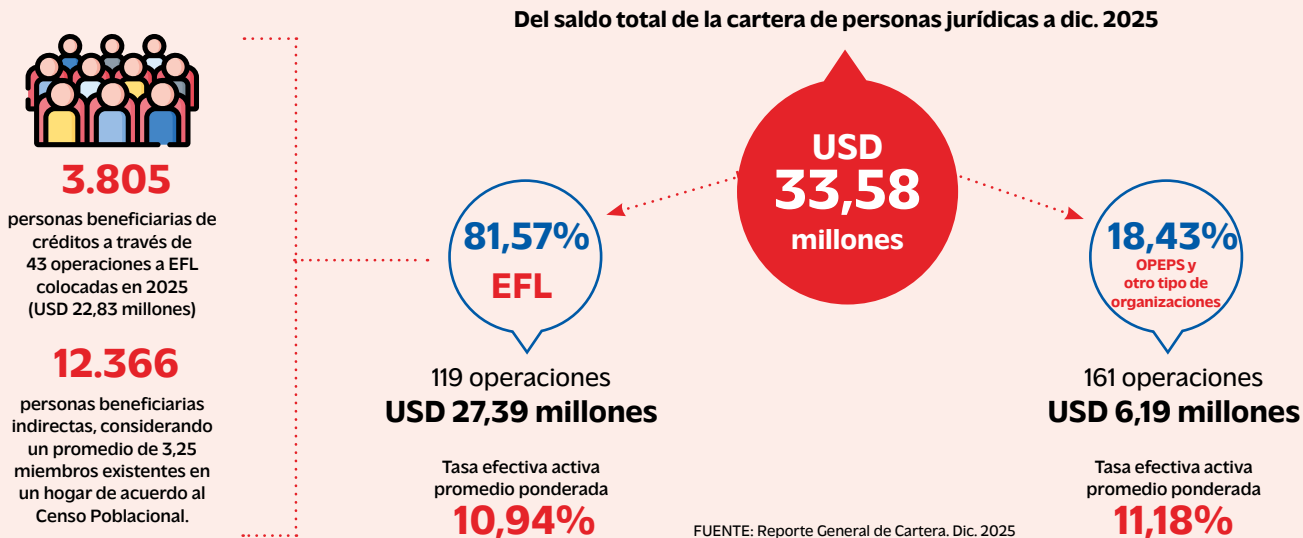 Del saldo total de la cartera de personas jurídicas a dic. 2025
3.805
personas beneficiarias de
créditos a través de
43 operaciones a EFL
colocadas en 2025
(USD 22,83 millones)
12.366
personas beneficiarias
indirectas, considerando
un promedio de 3,25
miembros existentes en
un hogar de acuerdo al
Censo Poblacional.
USD
33,58
millones
81,57%
EFL
119 operaciones
USD 27,39 millones
Tasa efectiva activa
promedio ponderada
10,94%
18,43%
OPEPS y
otro tipo de
organizaciones
161 operaciones
USD 6,19 millones
Tasa efectiva activa
promedio ponderada
11,18%
FUENTE: Reporte General de Cartera. Dic. 2025